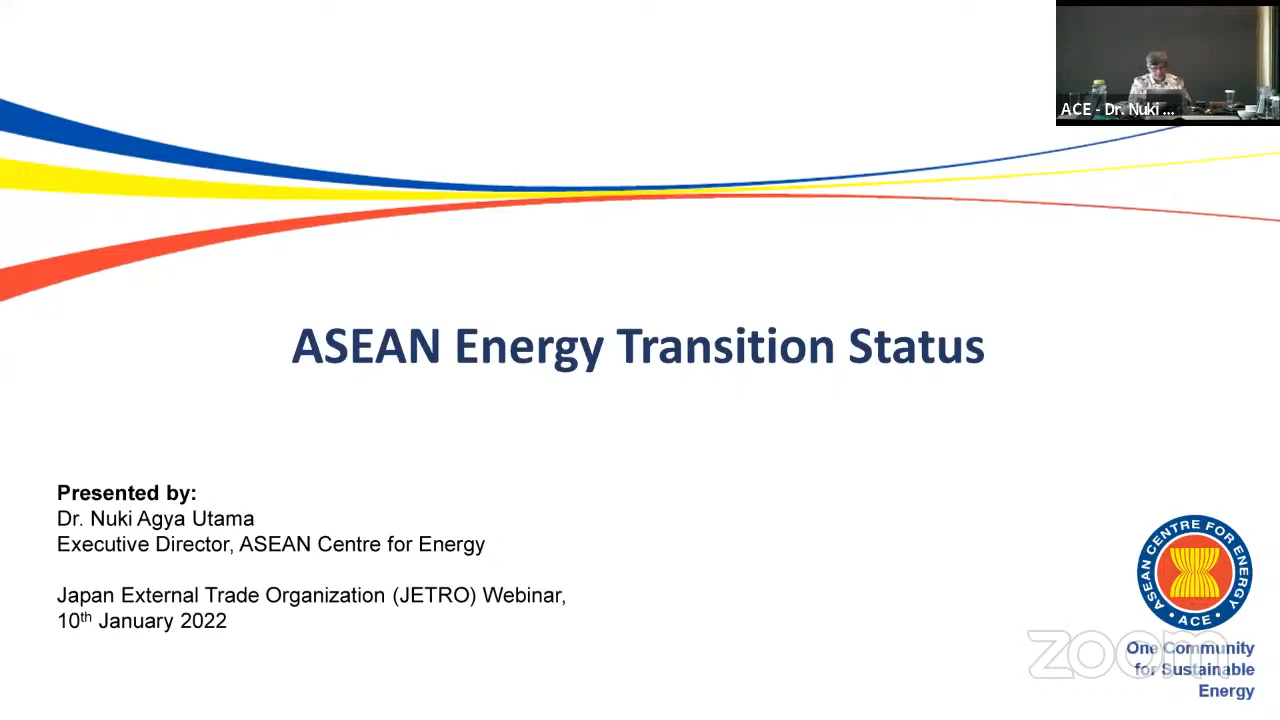 ACE - Dr. Nuki ...
ASEAN Energy Transition Status
Presented by:
Dr. Nuki Agya Utama
Executive Director, ASEAN Centre for Energy
Japan External Trade Organization (JETRO) Webinar,
10th January 2022
ASEAN CENTRE FOR ENERGY
• ACE •
zoom
One Community
for Sustainable
Energy